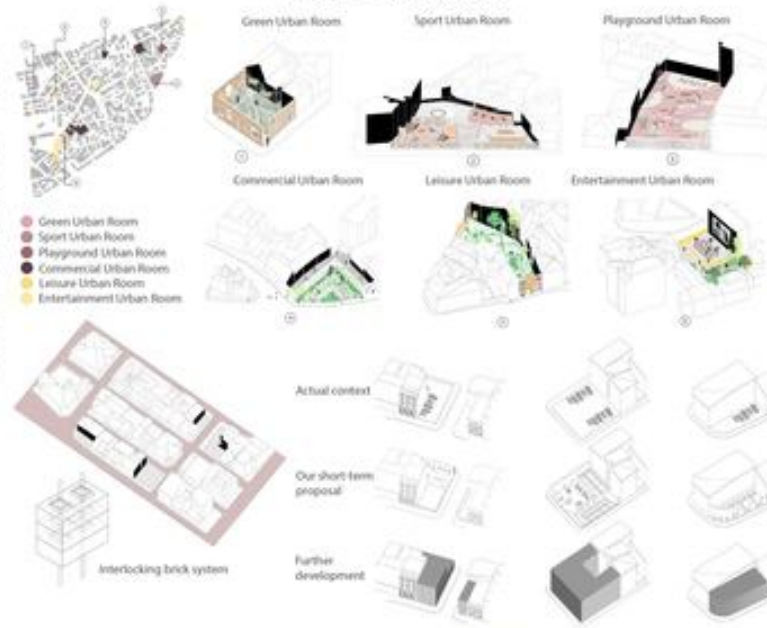 Green Urban Room
Sport Urban Room
Playground Urban Room
Commercial Urban Room
Leisure Urban Room
Entertainment Urban Room
Green Urban Room
Sport Urban Room
Playground Urban Room
Commercial Urban Room
Leisure Urban Room
Entertainment Urban Room
Actual context
Our short-term
proposal
Further
development
Interlocking brick system